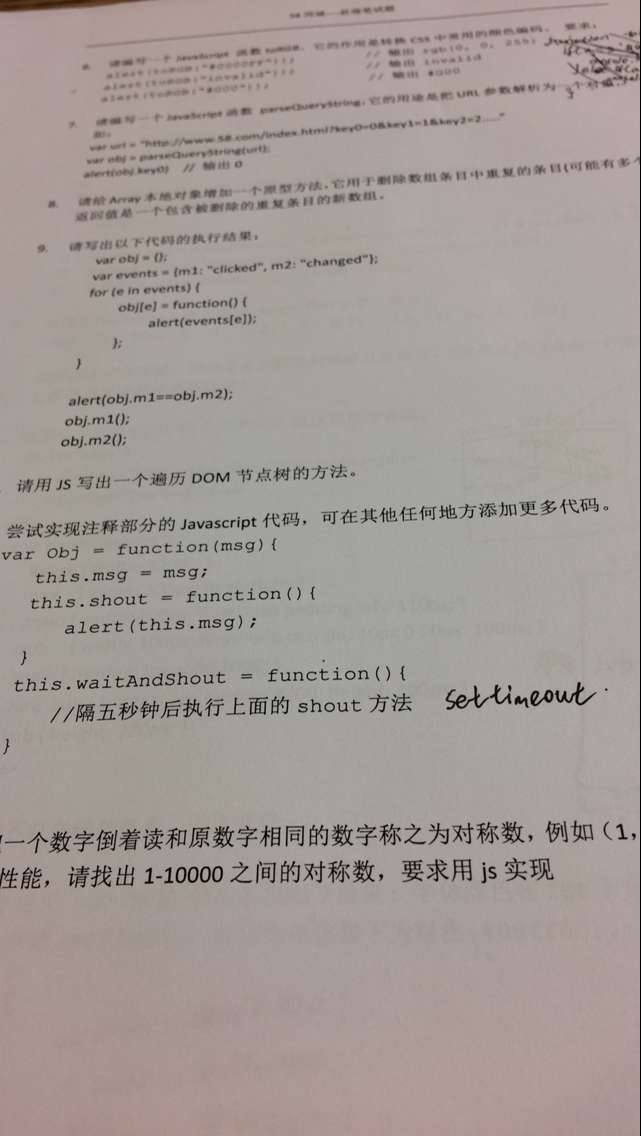 58 同城—前端笔试题
6. 请编写一个 JavaScript 函数 toRGB，它的作用是转换 CSS 中常用的颜色编码。 要求：
alert(toRGB("#0000FF")); // 输出 rgb(0, 0, 255)
alert(toRGB("invalid")); // 输出 invalid
alert(toRGB("#G00")); // 输出 #G00
7. 请编写一个 JavaScript 函数 parseQueryString，它的用途是把 URL 参数解析为一个对象，
如：
var url = "http://www.58.com/index.html?key0=0&key1=1&key2=2....."
var obj = parseQueryString(url);
alert(obj.key0) // 输出 0
8. 请给 Array 本地对象增加一个原型方法，它用于删除数组条目中重复的条目(可能有多个
返回值是一个包含被删除的重复条目的新数组。
9. 请写出以下代码的执行结果：
var obj = {};
var events = {m1: "clicked", m2: "changed"};
for (e in events) {
obj[e] = function() {
alert(events[e]);
};
}
alert(obj.m1==obj.m2);
obj.m1();
obj.m2();
请用 JS 写出一个遍历 DOM 节点树的方法。
尝试实现注释部分的 Javascript 代码，可在其他任何地方添加更多代码。
var Obj = function(msg){
this.msg = msg;
this.shout = function(){
alert(this.msg);
}
this.waitAndShout = function(){
//隔五秒钟后执行上面的 shout 方法 settimeout.
}
一个数字倒着读和原数字相同的数字称之为对称数，例如（1，
性能，请找出 1-10000 之间的对称数，要求用 js 实现